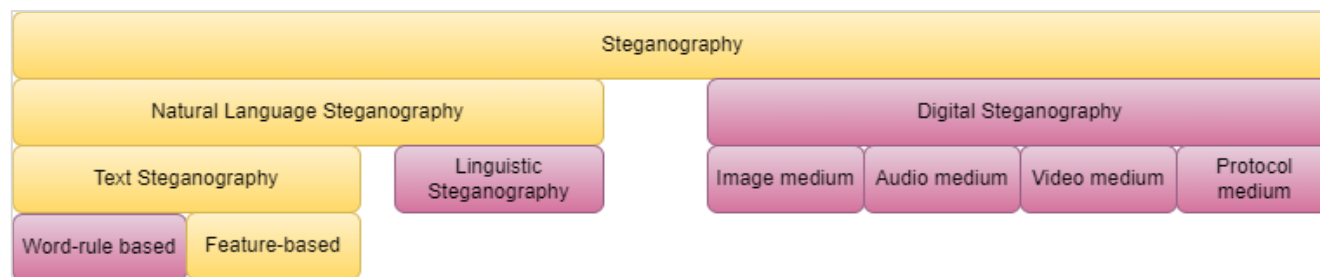 Steganography
Natural Language Steganography
Digital Steganography
Text Steganography
Linguistic
Steganography
Image medium
Audio medium
Video medium
Protocol
medium
Word-rule based
Feature-based